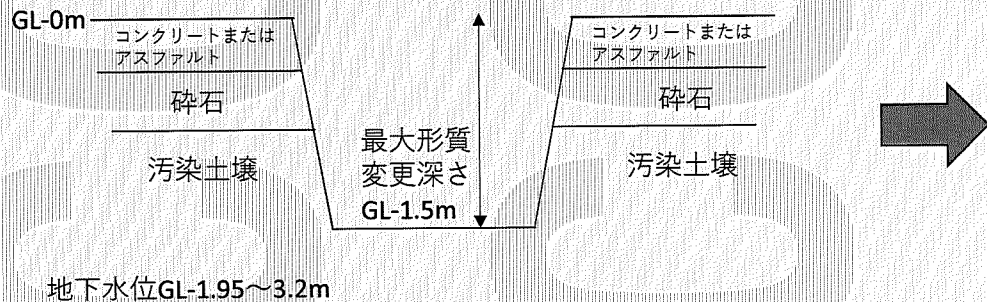 GL-0m
コンクリートまたは
アスファルト
砕石
汚染土壌
最大形質
変更深さ
GL-1.5m
コンクリートまたは
アスファルト
砕石
汚染土壌
地下水位GL-1.95～3.2m